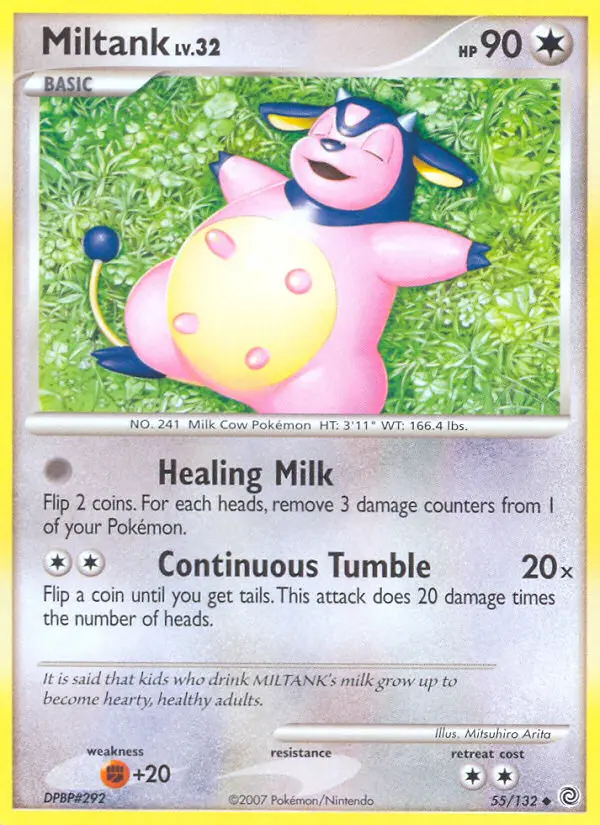 Miltank LV.32
HP 90
BASIC
NO. 241 Milk Cow Pokémon HT: 3'11" WT: 166.4 lbs.
Healing Milk
Flip 2 coins. For each heads, remove 3 damage counters from 1
of your Pokémon.
Continuous Tumble 20x
Flip a coin until you get tails. This attack does 20 damage times
the number of heads.
It is said that kids who drink MILTANK's milk grow up to
become hearty, healthy adults.
Illus. Mitsuhiro Arita
weakness resistance retreat cost
+20
DPBP#292 ©2007 Pokémon/Nintendo 55/132